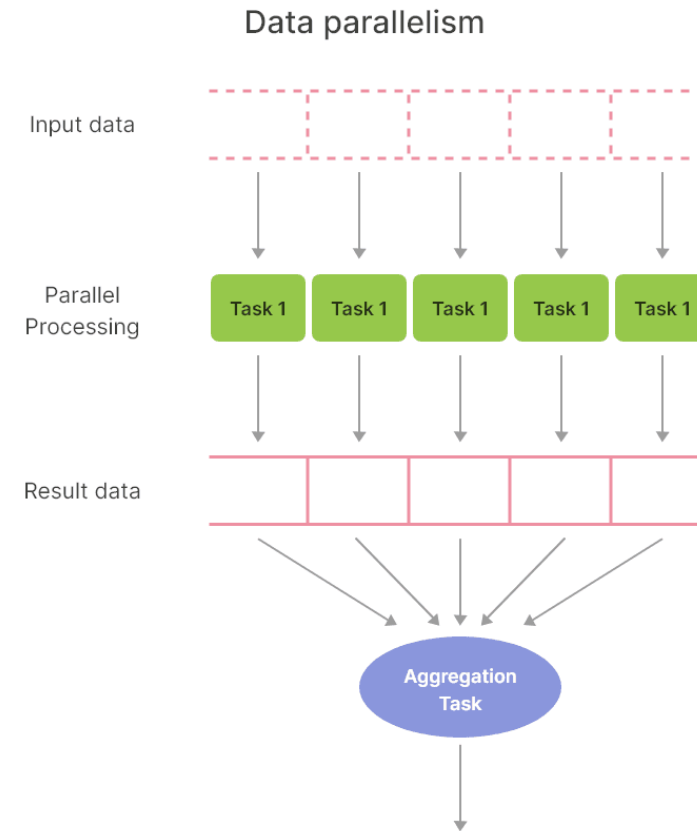 Data parallelism
Input data
Parallel
Processing
Task 1
Task 1
Task 1
Task 1
Task 1
Result data
Aggregation
Task